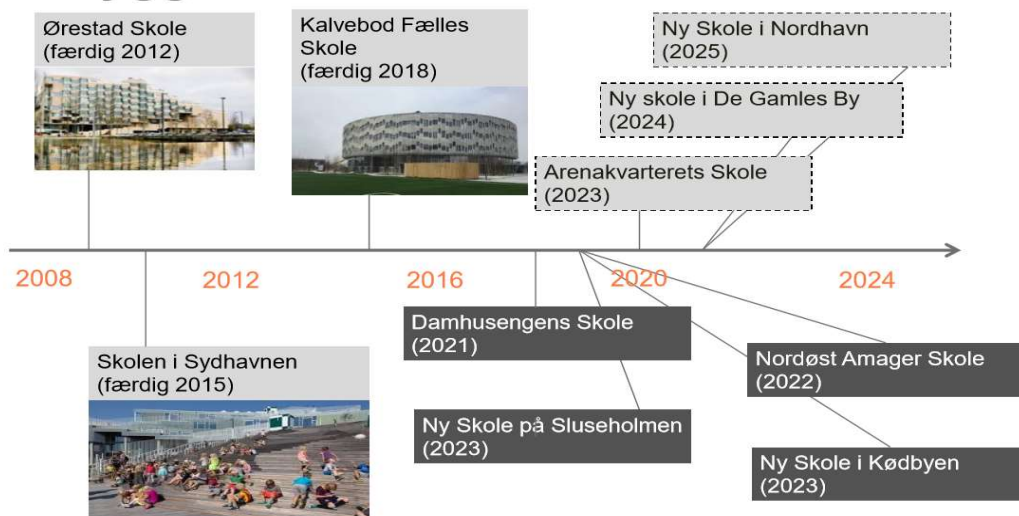 Ørestad Skole
(færdig 2012)
Kalvebod Fælles
Skole
(færdig 2018)
Ny Skole i Nordhavn
(2025)
Ny skole i De Gamles By
(2024)
Arenakvarterets Skole
(2023)
2008
2012
2016
2020
2024
Damhusengens Skole
(2021)
Skolen i Sydhavnen
(færdig 2015)
Nordøst Amager Skole
(2022)
Ny Skole på Sluseholmen
(2023)
Ny Skole i Kødbyen
(2023)